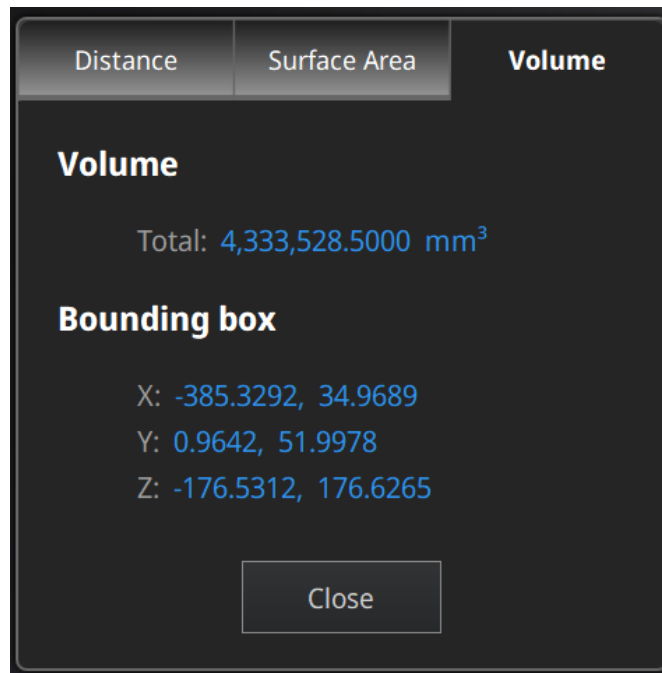 Distance Surface Area Volume
Volume
Total: 4,333,528.5000 mm³
Bounding box
X: -385.3292, 34.9689
Y: 0.9642, 51.9978
Z: -176.5312, 176.6265
Close